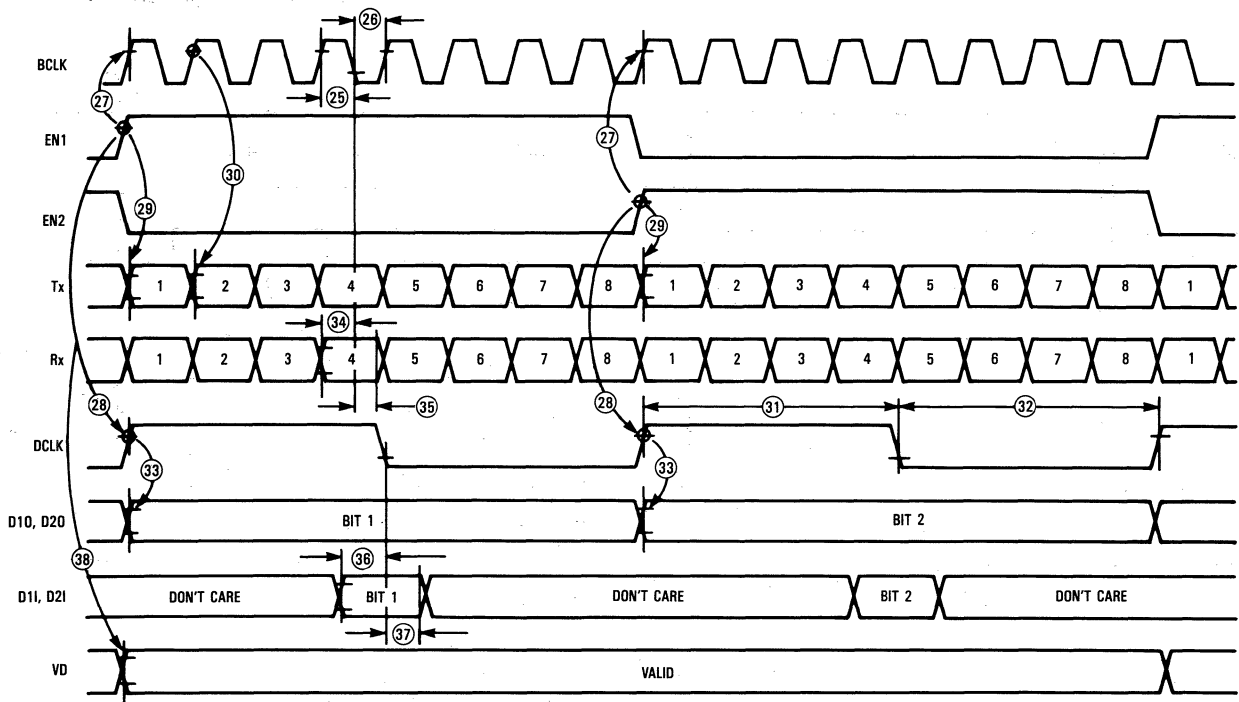 26
BCLK
27
25
27
EN1
30
EN2
29
29
Tx 1 2 3 4 5 6 7 8 1 2 3 4 5 6 7 8 1
34
Rx 1 2 3 4 5 6 7 8 1 2 3 4 5 6 7 8 1
28 35 28 31 32
DCLK
33 33
D1O, D2O BIT 1 BIT 2
38 36
D1I, D2I DON'T CARE BIT 1 DON'T CARE BIT 2 DON'T CARE
37
VD VALID